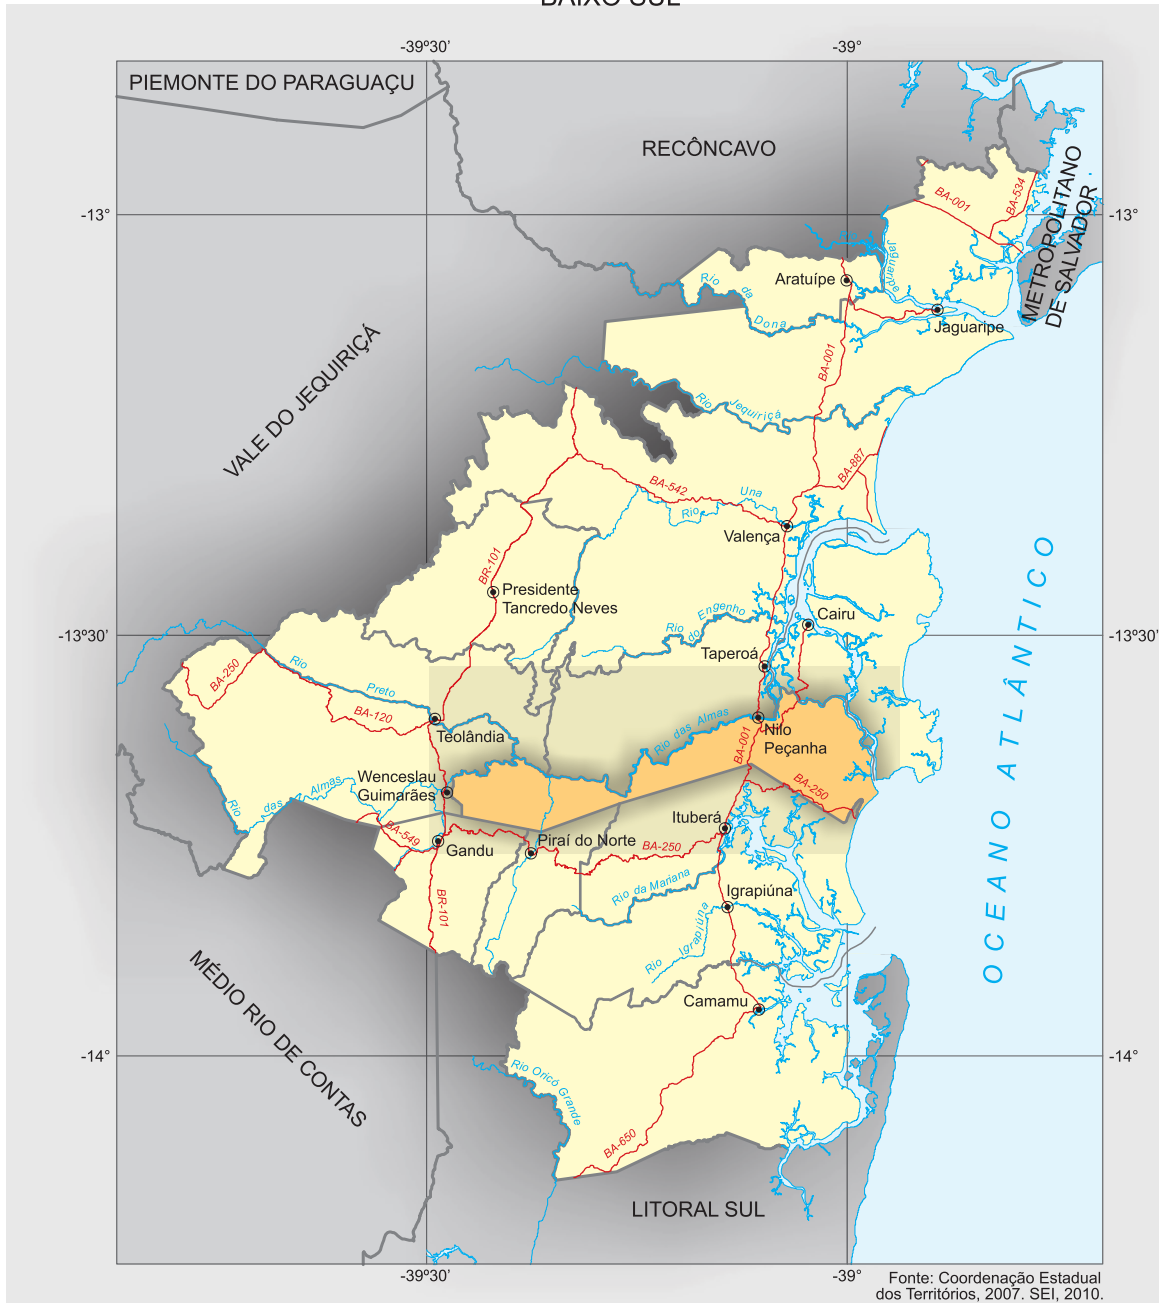 BAIXO SUL
-39°30'
-39°
PIEMONTE DO PARAGUAÇU
RECÔNCAVO
METROPOLITANO
DE SALVADOR
BA-001
BA-534
-13°
-13°
Jaguaripe
Aratuípe
Rio da Dona
Jaguaripe
VALE DO JEQUIRIÇÁ
BA-001
Rio Jequiriçá
BA-887
BA-542
Rio Una
Valença
BR-101
Presidente
Tancredo Neves
Rio do Engenho
Cairu
-13°30'
-13°30'
Taperoá
OCEANO ATLÂNTICO
BA-250
Rio Preto
BA-120
Teolândia
Rio das Almas
Nilo
Peçanha
BA-001
Wenceslau
Guimarães
Rio das Almas
BA-250
Ituberá
BA-549
Gandu
Piraí do Norte
BA-250
Rio da Mariana
Igrapiúna
BR-101
Rio Igrapiúna
MÉDIO RIO DE CONTAS
Camamu
-14°
-14°
Rio Oricó Grande
BA-650
LITORAL SUL
-39°30'
-39°
Fonte: Coordenação Estadual
dos Territórios, 2007. SEI, 2010.